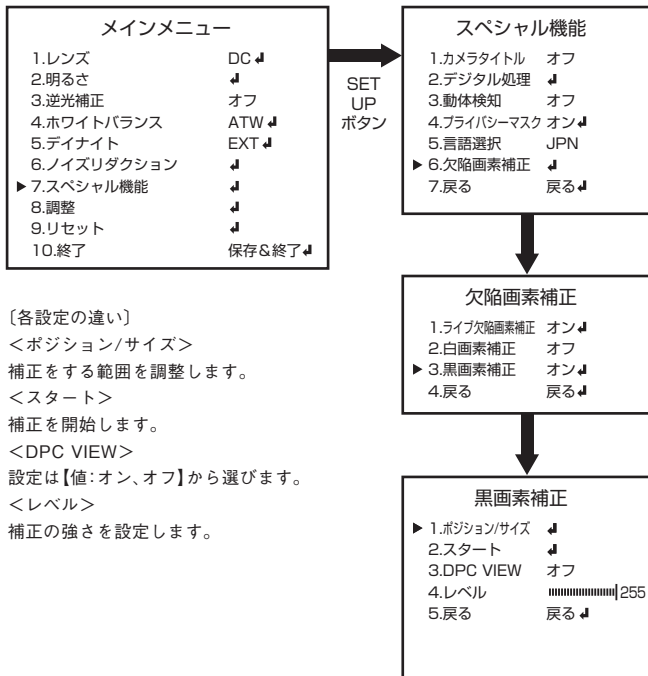 メインメニュー
1.レンズ DC↲
2.明るさ ↲
3.逆光補正 オフ
4.ホワイトバランス ATW↲
5.デイナイト EXT↲
6.ノイズリダクション ↲
▶7.スペシャル機能 ↲
8.調整 ↲
9.リセット ↲
10.終了 保存&終了↲
SET
UP
ボタン
スペシャル機能
1.カメラタイトル オフ
2.デジタル処理 ↲
3.動体検知 オフ
4.プライバシーマスク オン↲
5.言語選択 JPN
▶6.欠陥画素補正 ↲
7.戻る 戻る↲
欠陥画素補正
1.ライブ欠陥画素補正 オン↲
2.白画素補正 オフ
▶3.黒画素補正 オン↲
4.戻る 戻る↲
黒画素補正
▶1.ポジション/サイズ ↲
2.スタート ↲
3.DPC VIEW オフ
4.レベル 255
5.戻る 戻る↲
〔各設定の違い〕
<ポジション/サイズ>
補正をする範囲を調整します。
<スタート>
補正を開始します。
<DPC VIEW>
設定は【値:オン、オフ】から選びます。
<レベル>
補正の強さを設定します。